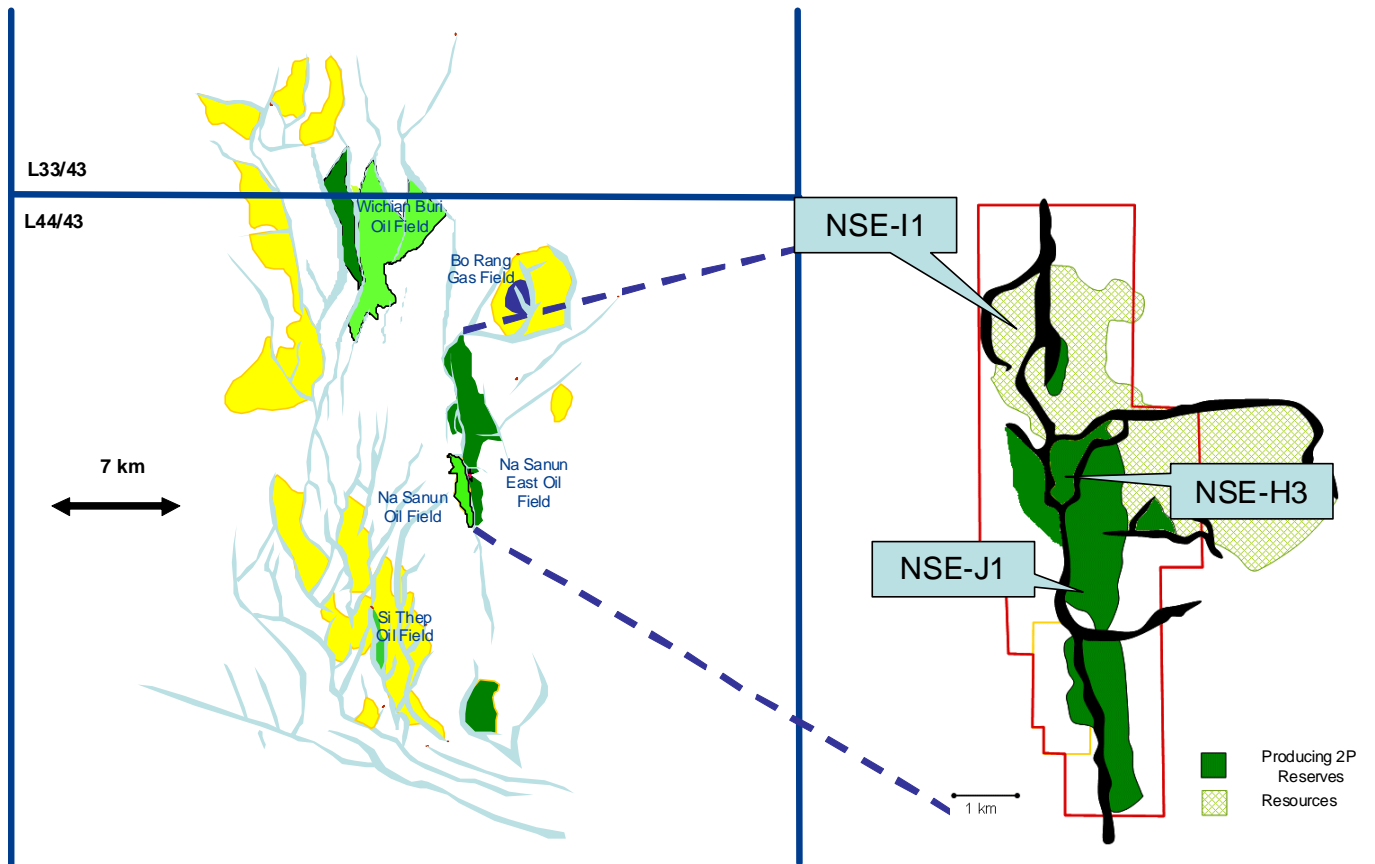 L33/43
L44/43
Wichian Buri
Oil Field
Bo Rang
Gas Field
7 km
Na Sanun
Oil Field
Na Sanun
East Oil
Field
Si Thep
Oil Field
NSE-I1
NSE-H3
NSE-J1
1 km
Producing 2P
Reserves
Resources